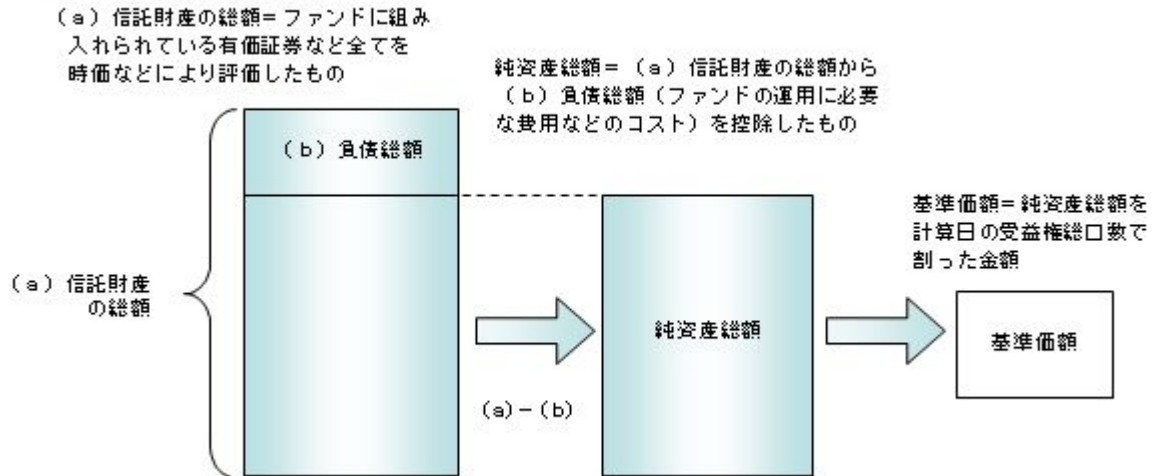 (a)信託財産の総額=ファンドに組み
入れられている有価証券など全てを
時価などにより評価したもの
純資産総額=(a)信託財産の総額から
(b)負債総額(ファンドの運用に必要
な費用などのコスト)を控除したもの
(b)負債総額
基準価額=純資産総額を
計算日の受益権総口数で
割った金額
(a)信託財産
の総額
純資産総額
基準価額
(a)-(b)